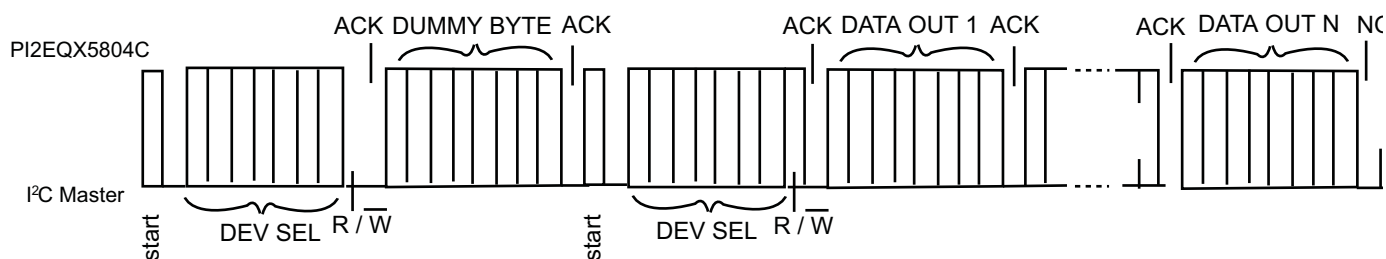 ACK DUMMY BYTE ACK ACK DATA OUT 1 ACK ACK DATA OUT N
PI2EQX5804C
I²C Master
start DEV SEL R / W start DEV SEL R / W